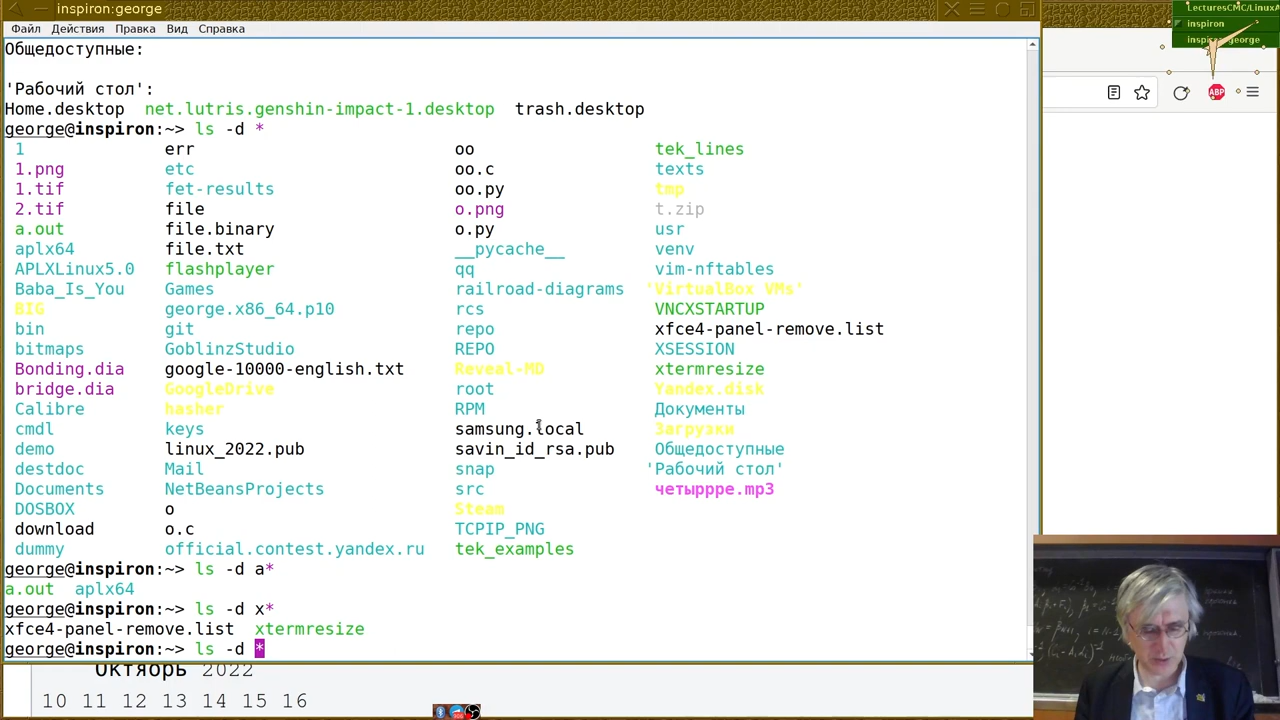 inspiron:george
LecturesCMC/LinuxA
inspiron
inspiron:george
Файл Действия Правка Вид Справка
Общедоступные:
'Рабочий стол':
Home.desktop net.lutris.genshin-impact-1.desktop trash.desktop
george@inspiron:~> ls -d *
1 err oo tek_lines
1.png etc oo.c texts
1.tif fet-results oo.py tmp
2.tif file o.png t.zip
a.out file.binary o.py usr
aplx64 file.txt __pycache__ venv
APLXLinux5.0 flashplayer qq vim-nftables
Baba_Is_You Games railroad-diagrams 'VirtualBox VMs'
BIG george.x86_64.p10 rcs VNCXSTARTUP
bin git repo xfce4-panel-remove.list
bitmaps GoblinzStudio REPO XSESSION
Bonding.dia google-10000-english.txt Reveal-MD xtermresize
bridge.dia GoogleDrive root Yandex.disk
Calibre hasher RPM Документы
cmdl keys samsung.local Загрузки
demo linux_2022.pub savin_id_rsa.pub Общедоступные
destdoc Mail snap 'Рабочий стол'
Documents NetBeansProjects src четырpре.mp3
DOSBOX o Steam
download o.c TCPIP_PNG
dummy official.contest.yandex.ru tek_examples
george@inspiron:~> ls -d a*
a.out aplx64
george@inspiron:~> ls -d x*
xfce4-panel-remove.list xtermresize
george@inspiron:~> ls -d *
Октябрь 2022
10 11 12 13 14 15 16
ABP